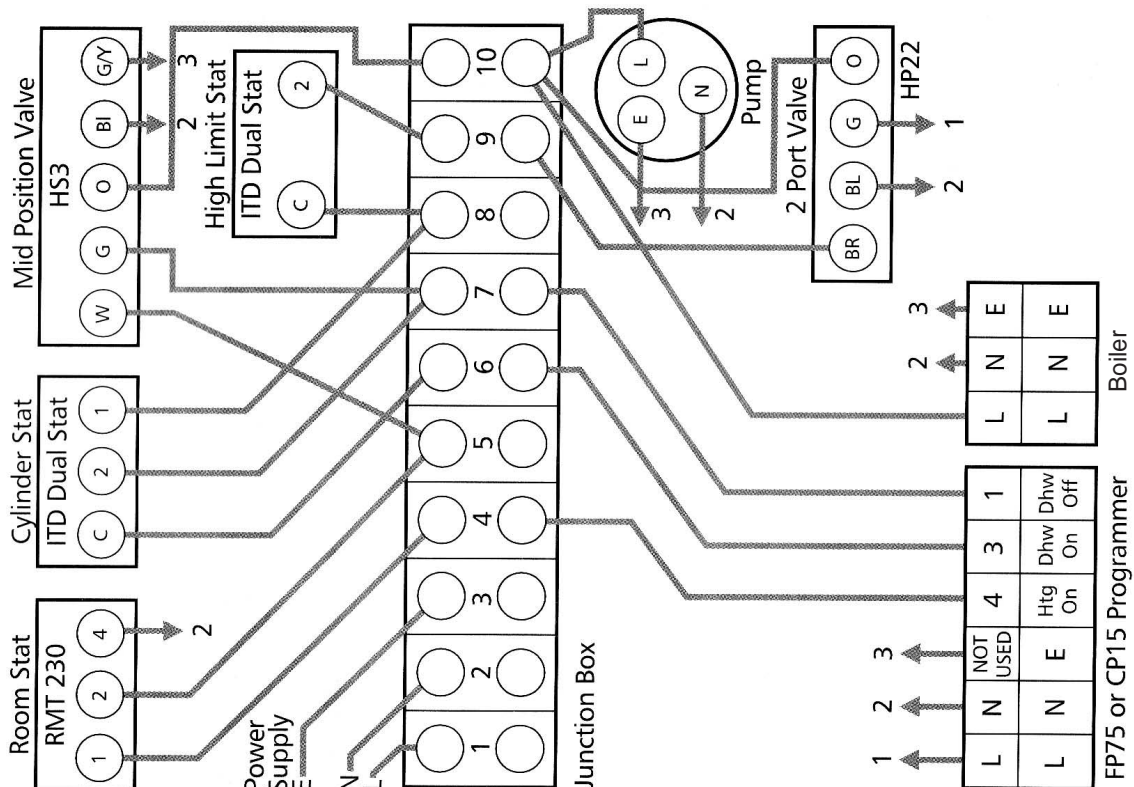 Room Stat
RMT 230
1 2 4
2
Cylinder Stat
ITD Dual Stat
C 2 1
Mid Position Valve
HS3
W G O Bl G/Y
2 3
High Limit Stat
ITD Dual Stat
C 2
Power
Supply
E
N
L
1 2 3 4 5 6 7 8 9 10
Junction Box
L E N
Pump
3
2
2 Port Valve
BR BL G O
HP22
2 1
1 2 3
L N NOT USED 4 3 1
L N E Htg On Dhw On Dhw Off
FP75 or CP15 Programmer
2 3
L N E
L N E
Boiler